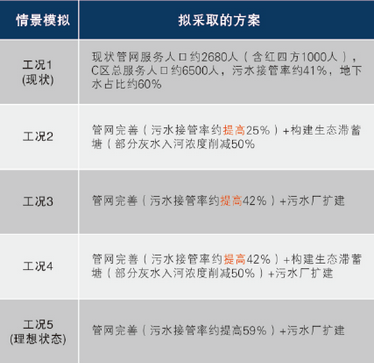 情景模拟
拟采取的方案
工况1
(现状)
现状管网服务人口约2680人（含红四方1000人），
C区总服务人口约6500人，污水接管率约41%，地下
水占比约60%
工况2
管网完善（污水接管率约提高25%）+构建生态滞蓄
塘（部分灰水入河浓度削减50%
工况3
管网完善（污水接管率约提高42%）+污水厂扩建
工况4
管网完善（污水接管率约提高42%）+构建生态滞蓄
塘（部分灰水入河浓度削减50%）+污水厂扩建
工况5
(理想状态)
管网完善（污水接管率约提高59%）+污水厂扩建